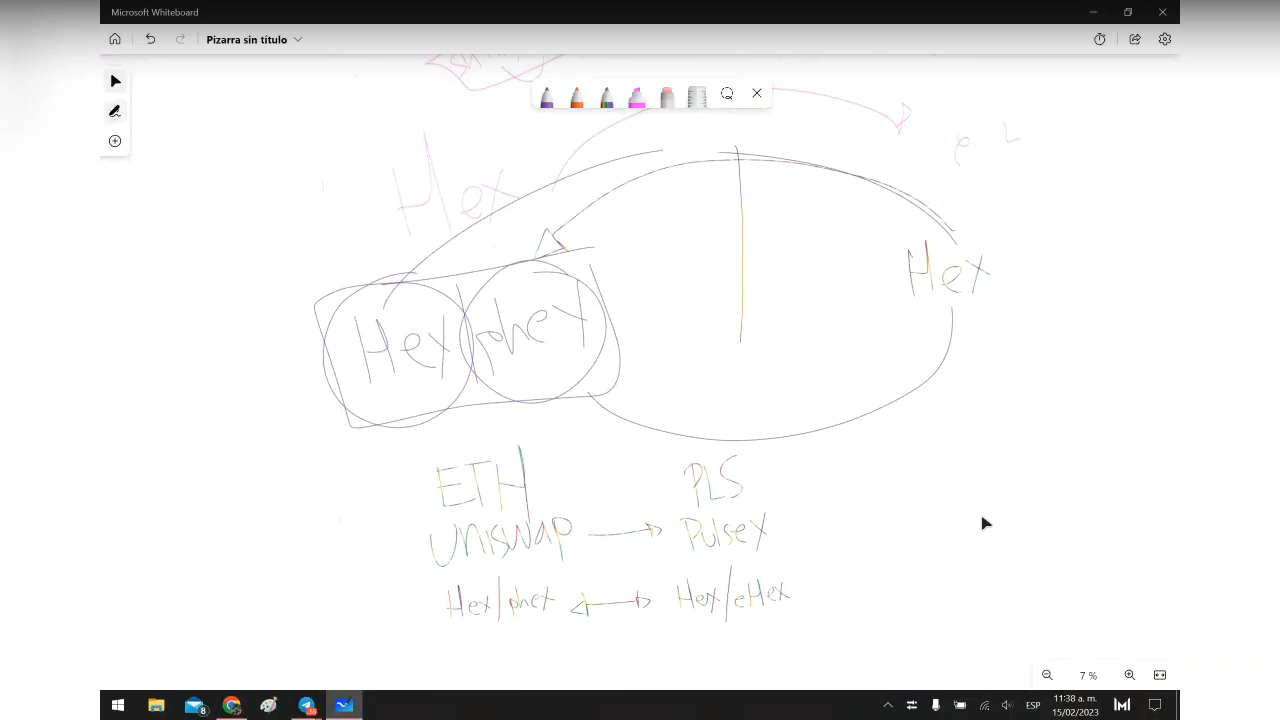 Microsoft Whiteboard
Pizarra sin título
Hex
Hex
Hex phex
ETH PLS
Uniswap PulseX
Hex/phex Hex/eHex
7 %
8
11:38 a. m.
ESP
15/02/2023